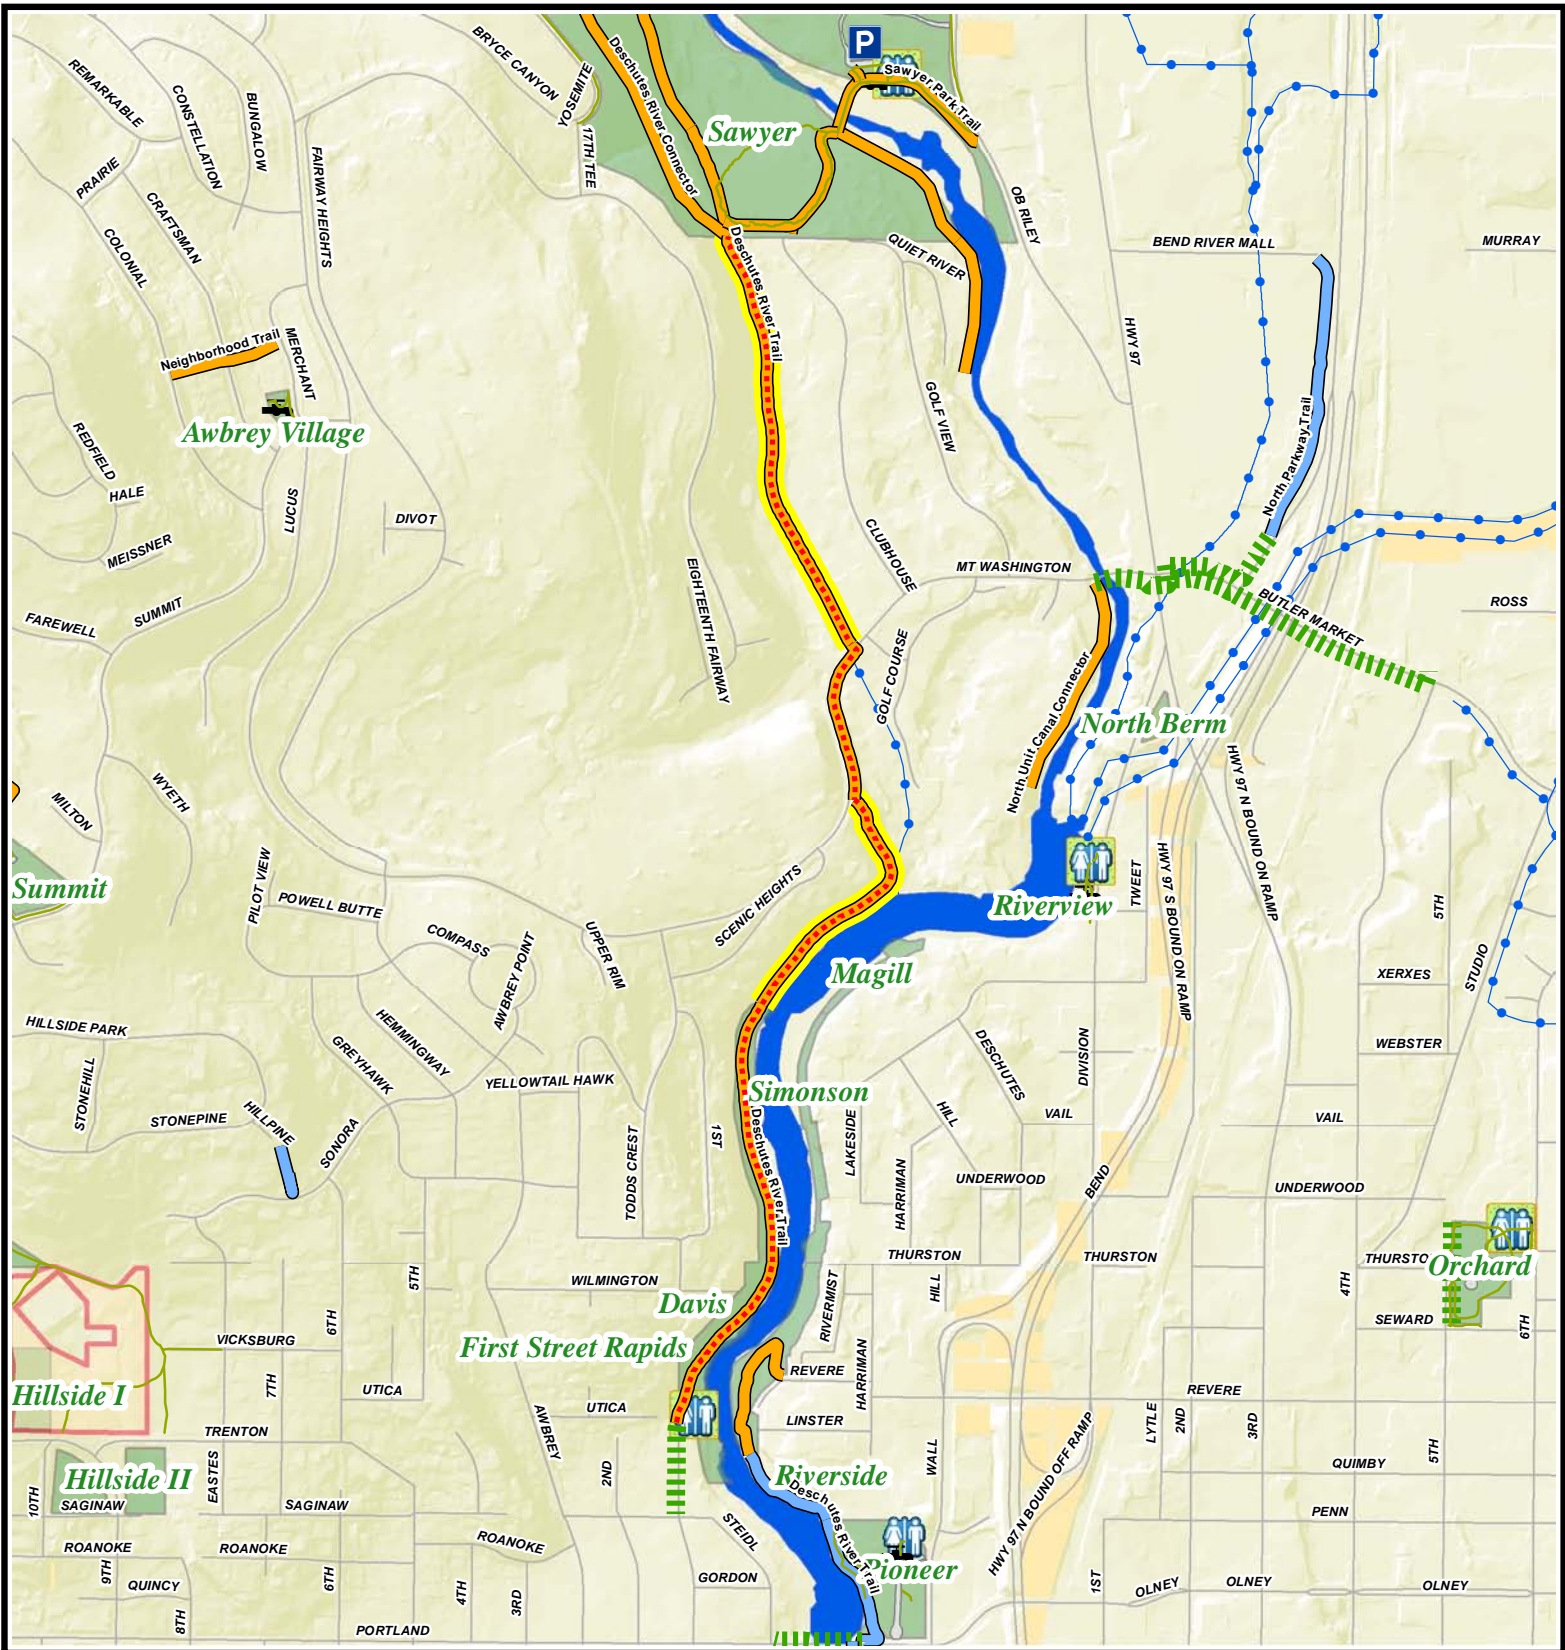 P
BRYCE CANYON
YOSEMITE
Deschutes River Connector
Sawyer Park Trail
REMARKABLE
CONSTELLATION
BUNGALOW
Sawyer
17TH TEE
PRAIRIE
FAIRWAY HEIGHTS
CRAFTSMAN
COLONIAL
OB RILEY
QUIET RIVER
BEND RIVER MALL
MURRAY
Deschutes River Trail
Neighborhood Trail
MERCHANT
HWY 97
Awbrey Village
GOLF VIEW
North Parkway Trail
REDFIELD
HALE
LUCUS
DIVOT
MEISSNER
CLUBHOUSE
MT WASHINGTON
EIGHTEENTH FAIRWAY
BUTLER MARKET
ROSS
SUMMIT
FAREWELL
GOLF COURSE
North Unit Canal Connector
North Berm
WYETH
MILTON
HWY 97 N BOUND ON RAMP
HWY 97 S BOUND ON RAMP
Summit
PILOT VIEW
POWELL BUTTE
SCENIC HEIGHTS
TWEET
Riverview
5TH
COMPASS
AWBREY POINT
UPPER RIM
Magill
XERXES
STUDIO
HILLSIDE PARK
HEMMINGWAY
GREYHAWK
WEBSTER
DESCHUTES
DIVISION
STONEHILL
YELLOWTAIL HAWK
Simonson
STONEPINE
HILLPINE
SONORA
HILL
VAIL
VAIL
1ST
LAKESIDE
Deschutes River Trail
TODDS CREST
HARRIMAN
UNDERWOOD
BEND
UNDERWOOD
THURSTON
THURSTON
THURSTO
Orchard
5TH
WILMINGTON
HILL
4TH
Davis
RIVERMIST
SEWARD
6TH
6TH
VICKSBURG
First Street Rapids
REVERE
HARRIMAN
Hillside I
7TH
UTICA
REVERE
UTICA
LINSTER
LYTLE
2ND
3RD
TRENTON
AWBREY
HWY 97 N BOUND OFF RAMP
WALL
5TH
QUIMBY
Hillside II
EASTES
2ND
Riverside
10TH
SAGINAW
SAGINAW
Deschutes River Trail
PENN
STEIDL
ROANOKE
ROANOKE
ROANOKE
Pioneer
9TH
QUINCY
6TH
4TH
3RD
GORDON
1ST
OLNEY
OLNEY
OLNEY
8TH
PORTLAND